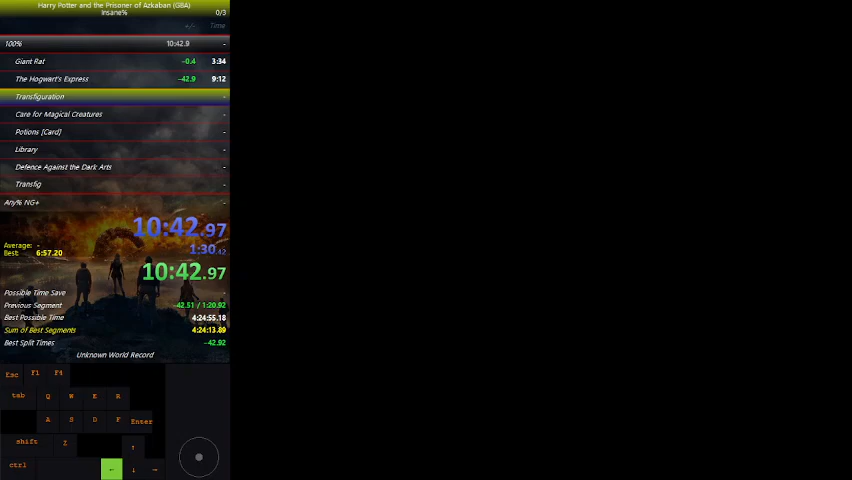 Harry Potter and the Prisoner of Azkaban (GBA)
Insane% 0/3
+/- Time
100% 10:42.9 -
Giant Rat -0.4 3:34
The Hogwart's Express -42.9 9:12
Transfiguration -
Care for Magical Creatures -
Potions [Card] -
Library -
Defence Against the Dark Arts -
Transfig -
Any% NG+ -
10:42.97
Average: -
Best: 6:57.20
1:30.42
10:42.97
Possible Time Save -
Previous Segment -42.51 / 1:20.92
Best Possible Time 4:24:55.18
Sum of Best Segments 4:24:13.89
Best Split Times -42.92
Unknown World Record
Esc F1 F4
tab Q W E R
A S D F Enter
shift Z ↑
ctrl ← ↓ →